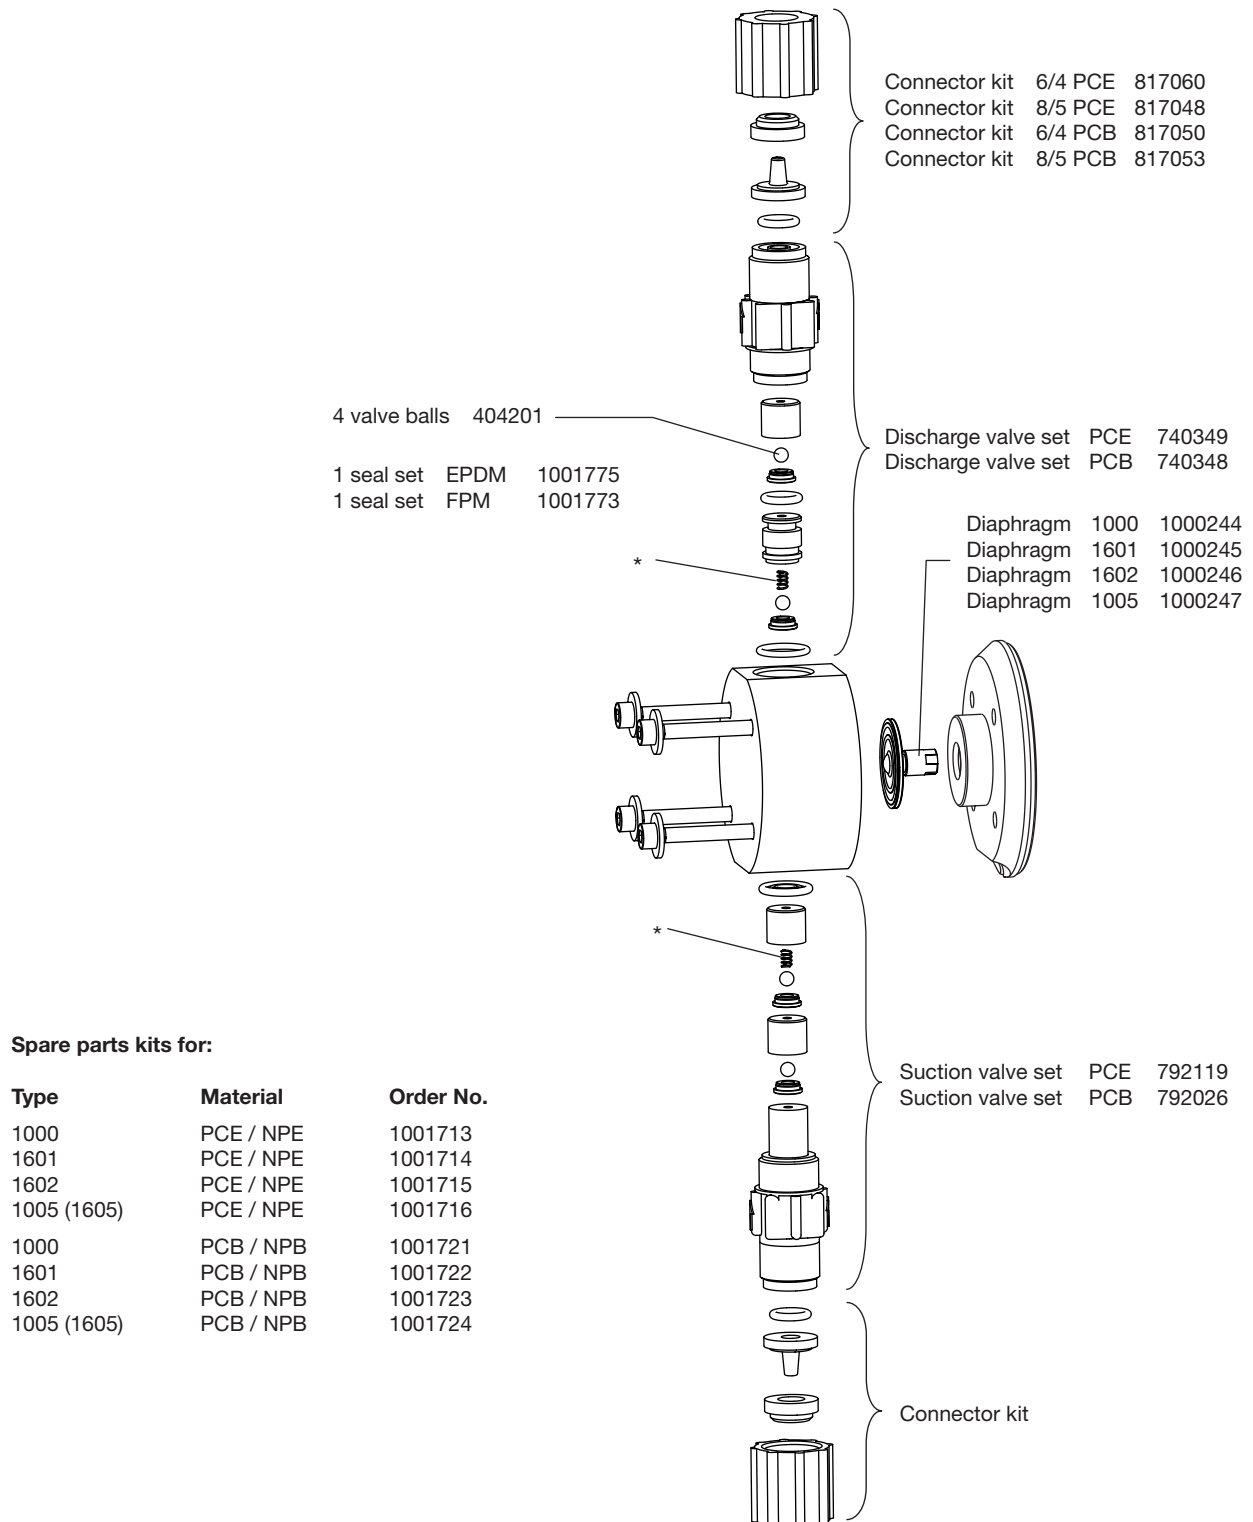 Connector kit 6/4 PCE 817060
Connector kit 8/5 PCE 817048
Connector kit 6/4 PCB 817050
Connector kit 8/5 PCB 817053
4 valve balls 404201
1 seal set EPDM 1001775
1 seal set FPM 1001773
Discharge valve set PCE 740349
Discharge valve set PCB 740348
Diaphragm 1000 1000244
Diaphragm 1601 1000245
Diaphragm 1602 1000246
Diaphragm 1005 1000247
*
*
Spare parts kits for:
Type Material Order No.
1000 PCE / NPE 1001713
1601 PCE / NPE 1001714
1602 PCE / NPE 1001715
1005 (1605) PCE / NPE 1001716
1000 PCB / NPB 1001721
1601 PCB / NPB 1001722
1602 PCB / NPB 1001723
1005 (1605) PCB / NPB 1001724
Suction valve set PCE 792119
Suction valve set PCB 792026
Connector kit